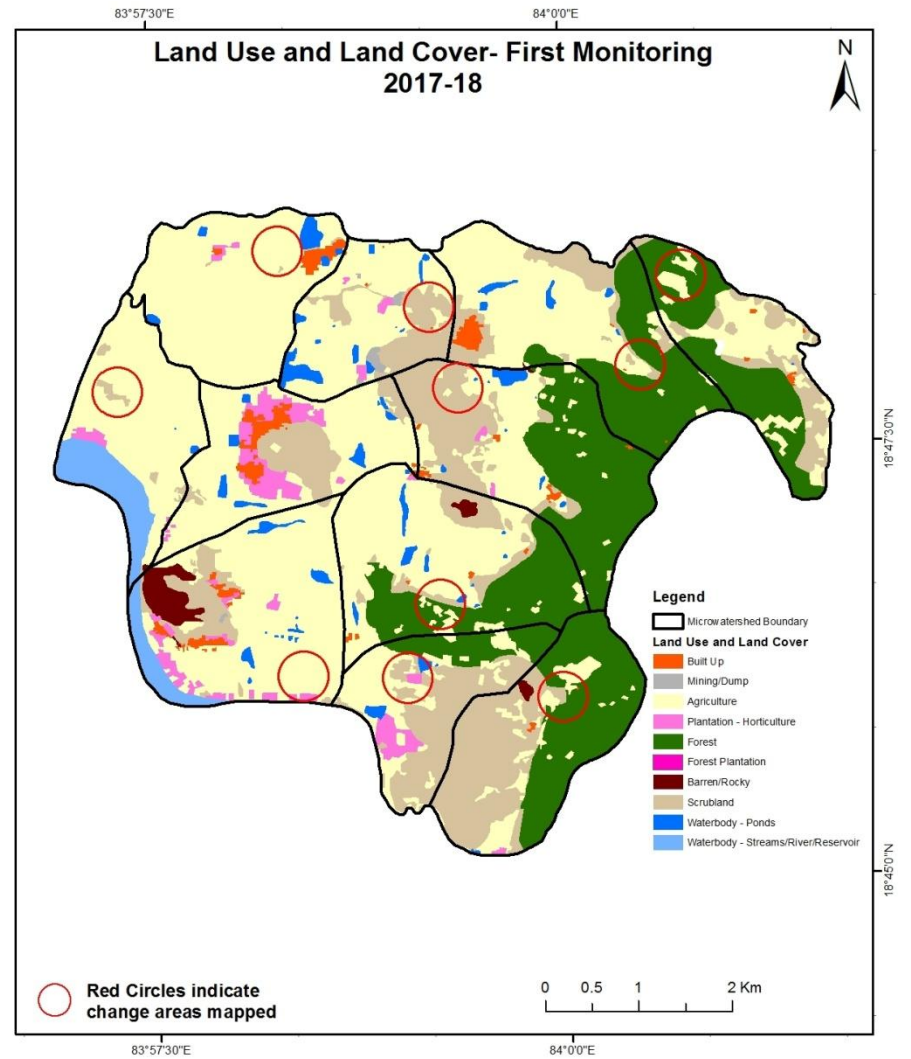 83°57'30"E
84°0'0"E
Land Use and Land Cover- First Monitoring
2017-18
N
18°47'30"N
Legend
Microwatershed Boundary
Land Use and Land Cover
Built Up
Mining/Dump
Agriculture
Plantation - Horticulture
Forest
Forest Plantation
Barren/Rocky
Scrubland
Waterbody - Ponds
Waterbody - Streams/River/Reservoir
18°45'0"N
Red Circles indicate
change areas mapped
0 0.5 1 2 Km
83°57'30"E
84°0'0"E